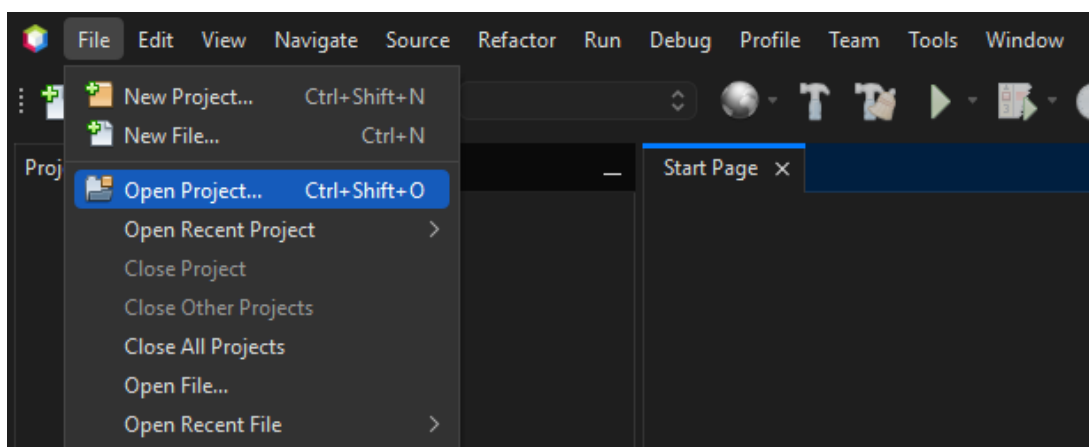 File Edit View Navigate Source Refactor Run Debug Profile Team Tools Window
New Project... Ctrl+Shift+N
New File... Ctrl+N
Proj
Start Page
Open Project... Ctrl+Shift+O
Open Recent Project
Close Project
Close Other Projects
Close All Projects
Open File...
Open Recent File